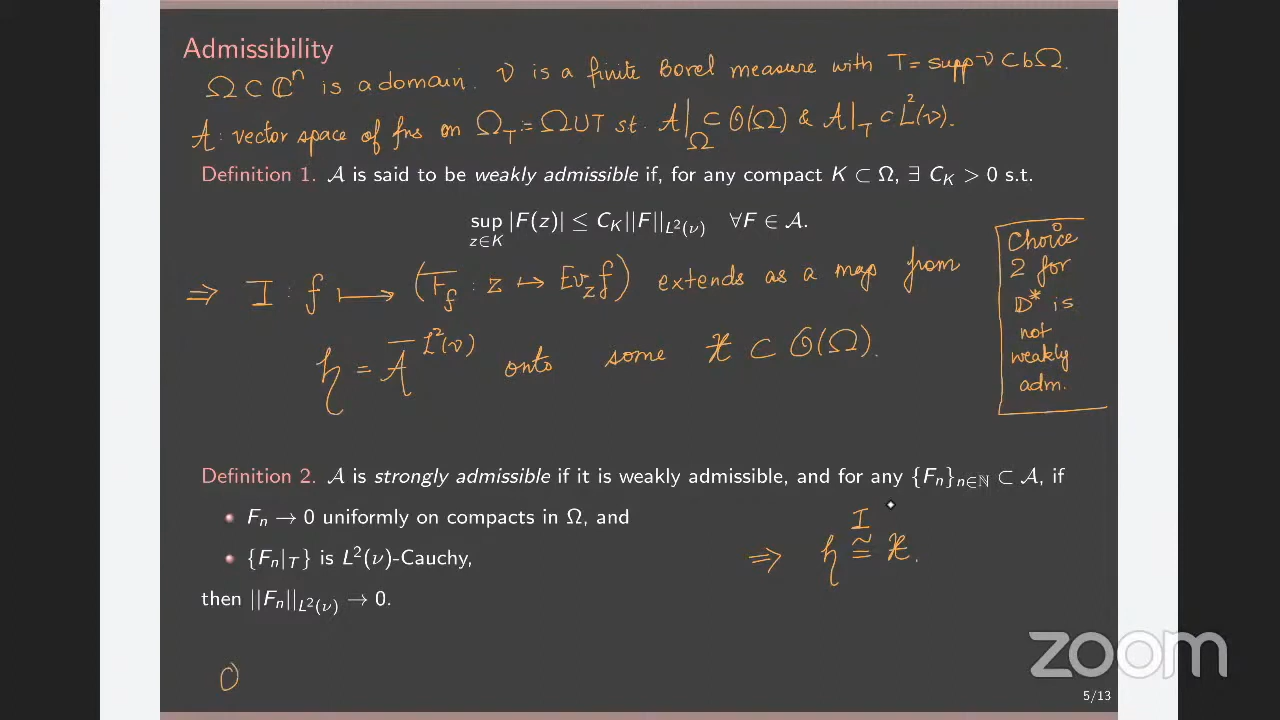 Admissibility
Ω ⊂ ℂⁿ is a domain. ν is a finite Borel measure with T = supp ν ⊂ bΩ.
A : vector space of fns on Ω_T := Ω ∪ T st. A|_Ω ⊂ O(Ω) & A|_T ⊂ L²(ν).
Definition 1. A is said to be weakly admissible if, for any compact K ⊂ Ω, ∃ C_K > 0 s.t.
sup_{z∈K} |F(z)| ≤ C_K ||F||_{L²(ν)} ∀F ∈ A.
⇒ I : f ⟼ (F_f : z ↦ Ev_z f) extends as a map from
h = A̅^{L²(ν)} onto some X ⊂ O(Ω).
Choice
2 for
D* is
not
weakly
adm.
Definition 2. A is strongly admissible if it is weakly admissible, and for any {F_n}_{n∈ℕ} ⊂ A, if
• F_n → 0 uniformly on compacts in Ω, and
• {F_n|_T} is L²(ν)-Cauchy,
then ||F_n||_{L²(ν)} → 0.
I
⇒ h ≅ X.
0
zoom
5/13